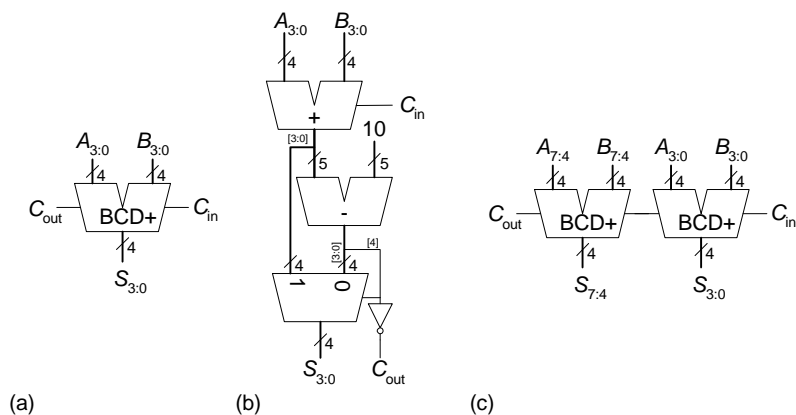 A3:0 B3:0
4 4
Cout BCD+ Cin
4
S3:0
(a)
A3:0 B3:0
4 4
+ Cin
[3:0] 10
5 5
-
[3:0] [4]
4 4
1 0
4
S3:0 Cout
(b)
A7:4 B7:4 A3:0 B3:0
4 4 4 4
Cout BCD+ BCD+ Cin
4 4
S7:4 S3:0
(c)